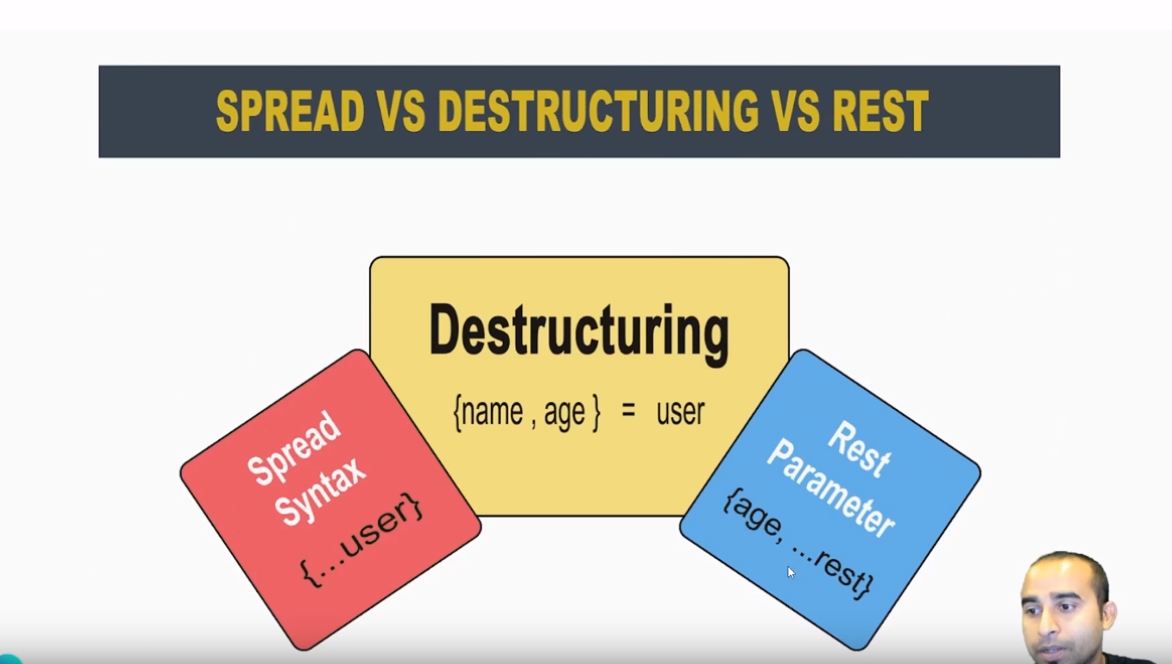 SPREAD VS DESTRUCTURING VS REST
Destructuring
{name , age } = user
Spread
Syntax
{...user}
Rest
Parameter
{age, ...rest}